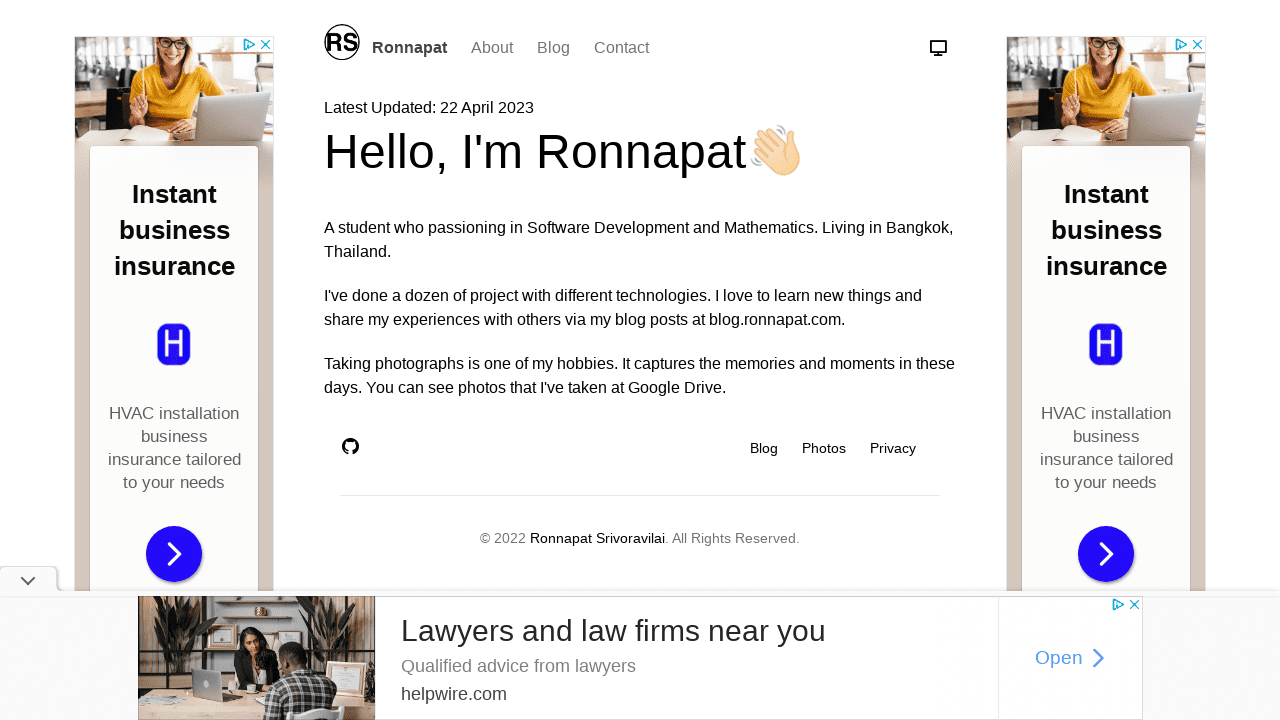 RS Ronnapat About Blog Contact
Latest Updated: 22 April 2023
Hello, I'm Ronnapat👋🏻
A student who passioning in Software Development and Mathematics. Living in Bangkok,
Thailand.
I've done a dozen of project with different technologies. I love to learn new things and
share my experiences with others via my blog posts at blog.ronnapat.com.
Taking photographs is one of my hobbies. It captures the memories and moments in these
days. You can see photos that I've taken at Google Drive.
Blog Photos Privacy
© 2022 Ronnapat Srivoravilai. All Rights Reserved.
Instant
business
insurance
H
HVAC installation
business
insurance tailored
to your needs
Instant
business
insurance
H
HVAC installation
business
insurance tailored
to your needs
Lawyers and law firms near you
Qualified advice from lawyers
helpwire.com
Open